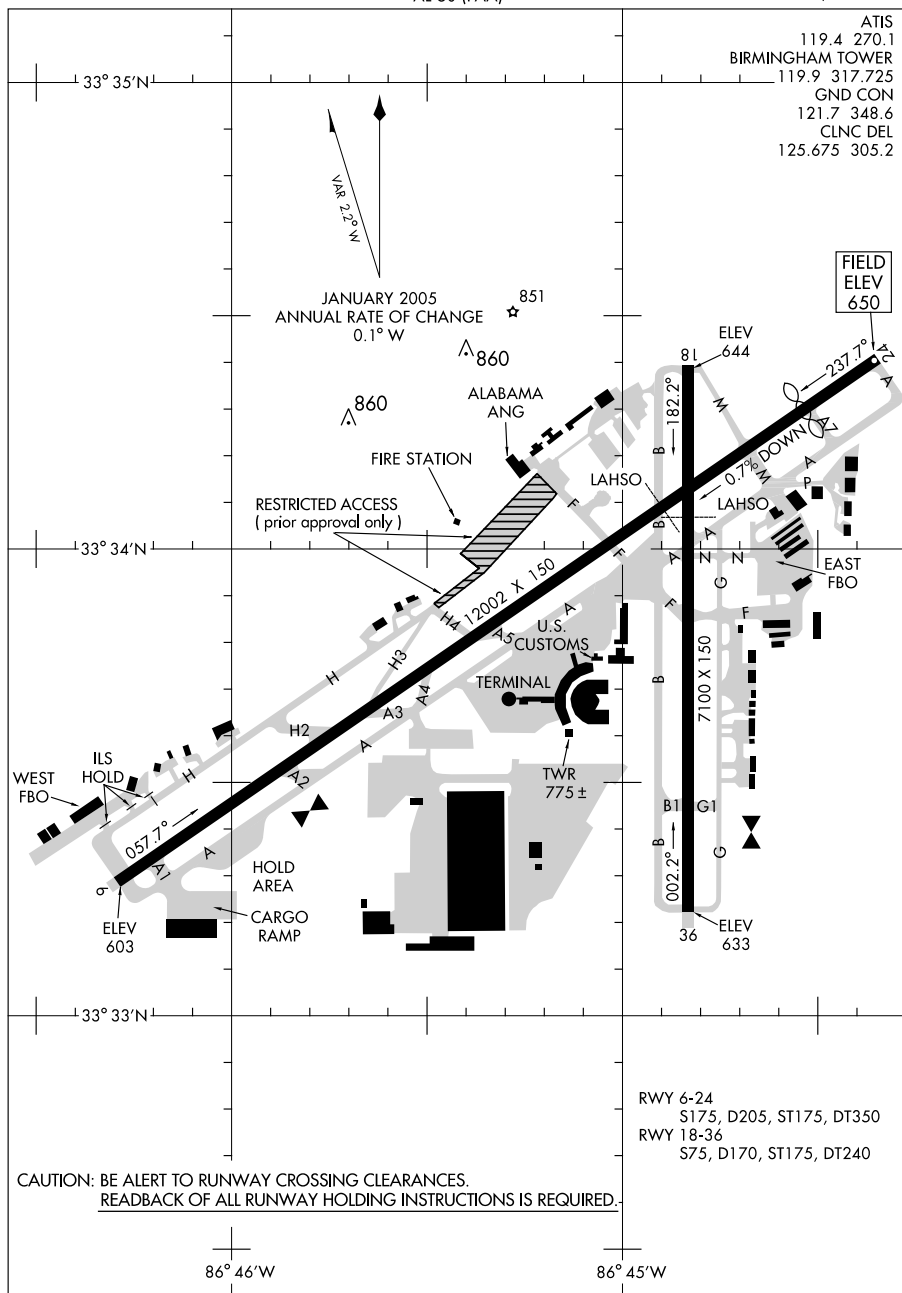 ATIS
119.4 270.1
BIRMINGHAM TOWER
119.9 317.725
GND CON
121.7 348.6
CLNC DEL
125.675 305.2
33° 35'N
VAR 2.2° W
JANUARY 2005
ANNUAL RATE OF CHANGE
0.1° W
851
860
860
FIELD
ELEV
650
ELEV
644
18
24
237.7°
A
182.2°
M
B
A7
0.7% DOWN
M
A
P
ALABAMA
ANG
FIRE STATION
LAHSO
LAHSO
RESTRICTED ACCESS
( prior approval only )
F
B
A
33° 34'N
F
A
N
N
EAST
FBO
12002 X 150
G
F
F
H4
A5
A
U.S.
CUSTOMS
H
H3
7100 X 150
B
TERMINAL
A4
A3
H2
A
TWR
775 ±
WEST
FBO
ILS
HOLD
H
A2
B1
G1
057.7°
A
A1
HOLD
AREA
B
002.2°
G
6
ELEV
603
CARGO
RAMP
36
ELEV
633
33° 33'N
RWY 6-24
S175, D205, ST175, DT350
RWY 18-36
S75, D170, ST175, DT240
CAUTION: BE ALERT TO RUNWAY CROSSING CLEARANCES.
READBACK OF ALL RUNWAY HOLDING INSTRUCTIONS IS REQUIRED.
86° 46'W
86° 45'W